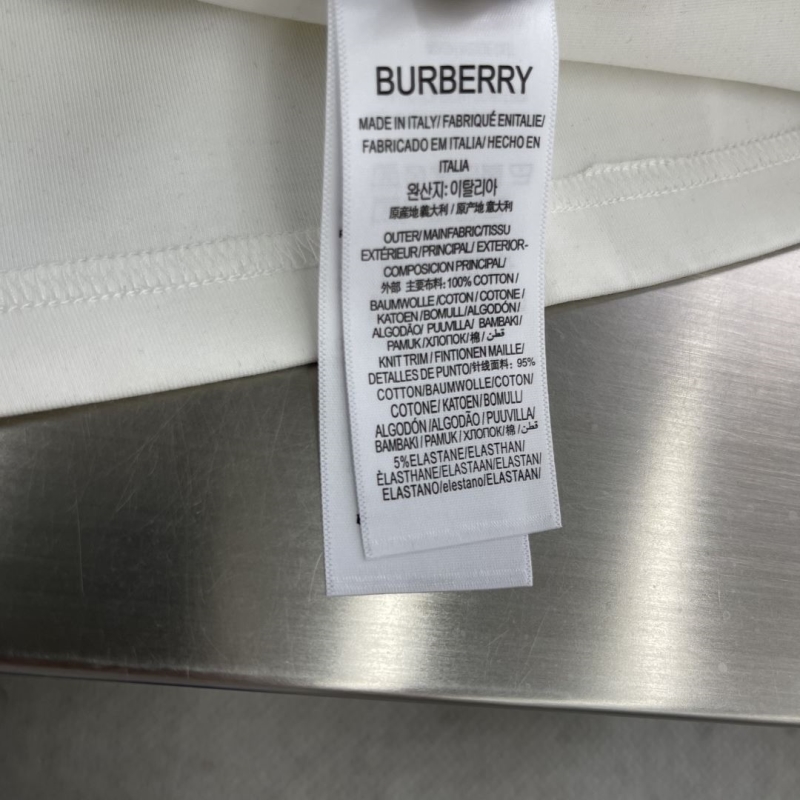 BURBERRY
MADE IN ITALY/ FABRIQUÉ ENITALIE/
FABRICADO EM ITALIA/ HECHO EN
ITALIA
완산지: 이탈리아
原產地 義大利 / 原产地 意大利
OUTER/ MAINFABRIC/TISSU
EXTÉRIEUR/PRINCIPAL/ EXTERIOR-
COMPOSICION PRINCIPAL/
外部 主要布料: 100% COTTON /
BAUMWOLLE /COTON / COTONE /
KATOEN / BOMULL/ ALGODÓN/
ALGODÃO/ PUUVILLA/ BAMBAKI/
PAMUK / ХЛОПОК/ 棉 / قطن
KNIT TRIM / FINTIONEN MAILLE/
DETALLES DE PUNTO/针线面料: 95%
COTTON/BAUMWOLLE/COTON/
COTONE/ KATOEN/ BOMULL/
ALGODÓN/ALGODÃO / PUUVILLA/
BAMBAKI / PAMUK / ХЛОПОК/ 棉 / قطن
5%ELASTANE/ELASTHAN/
ÈLASTHANE/ELASTAAN/ELASTAN/
ELASTANO/elestano/ELASTAAN/